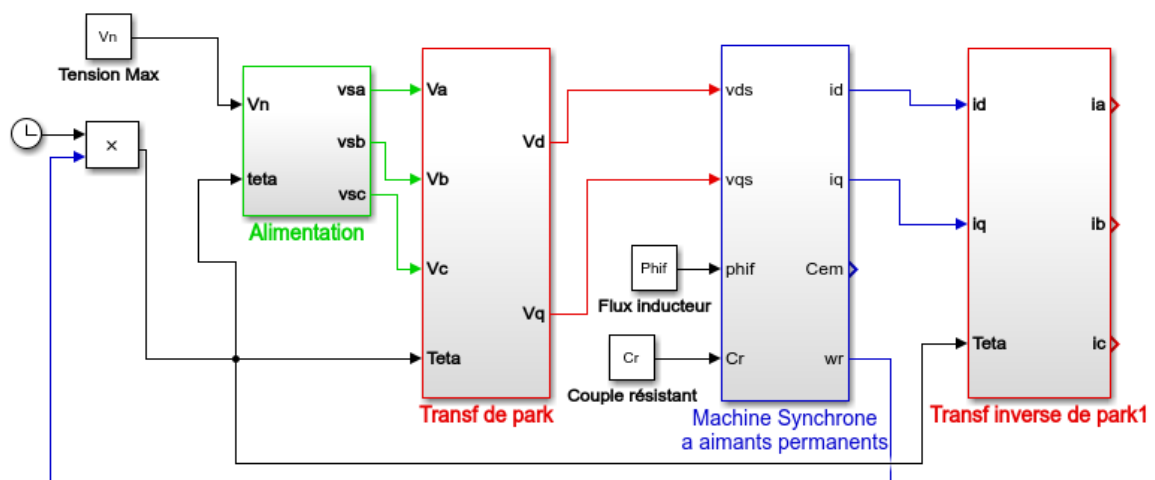 Vn
Tension Max
×
Vn
teta
vsa
vsb
vsc
Alimentation
Va
Vb
Vc
Teta
Vd
Vq
Transf de park
Phif
Flux inducteur
Cr
Couple résistant
vds
vqs
phif
Cr
id
iq
Cem
wr
Machine Synchrone
a aimants permanents
id
iq
Teta
ia
ib
ic
Transf inverse de park1